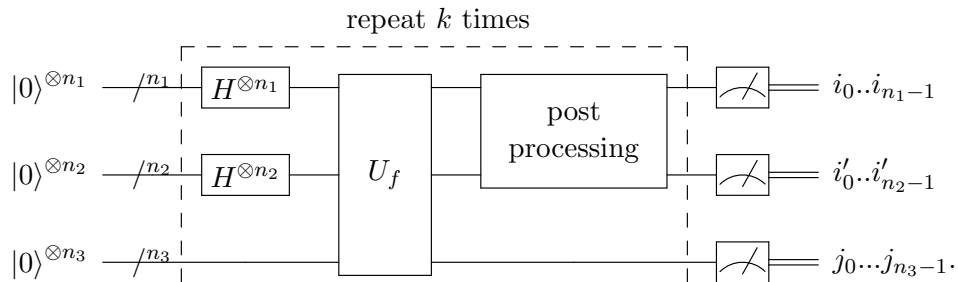 repeat k times
|0⟩^{⊗n_1} /^{n_1} H^{⊗n_1} i_0..i_{n_1−1}
post
processing
|0⟩^{⊗n_2} /^{n_2} H^{⊗n_2} U_f i'_0..i'_{n_2−1}
|0⟩^{⊗n_3} /^{n_3} j_0...j_{n_3−1}.